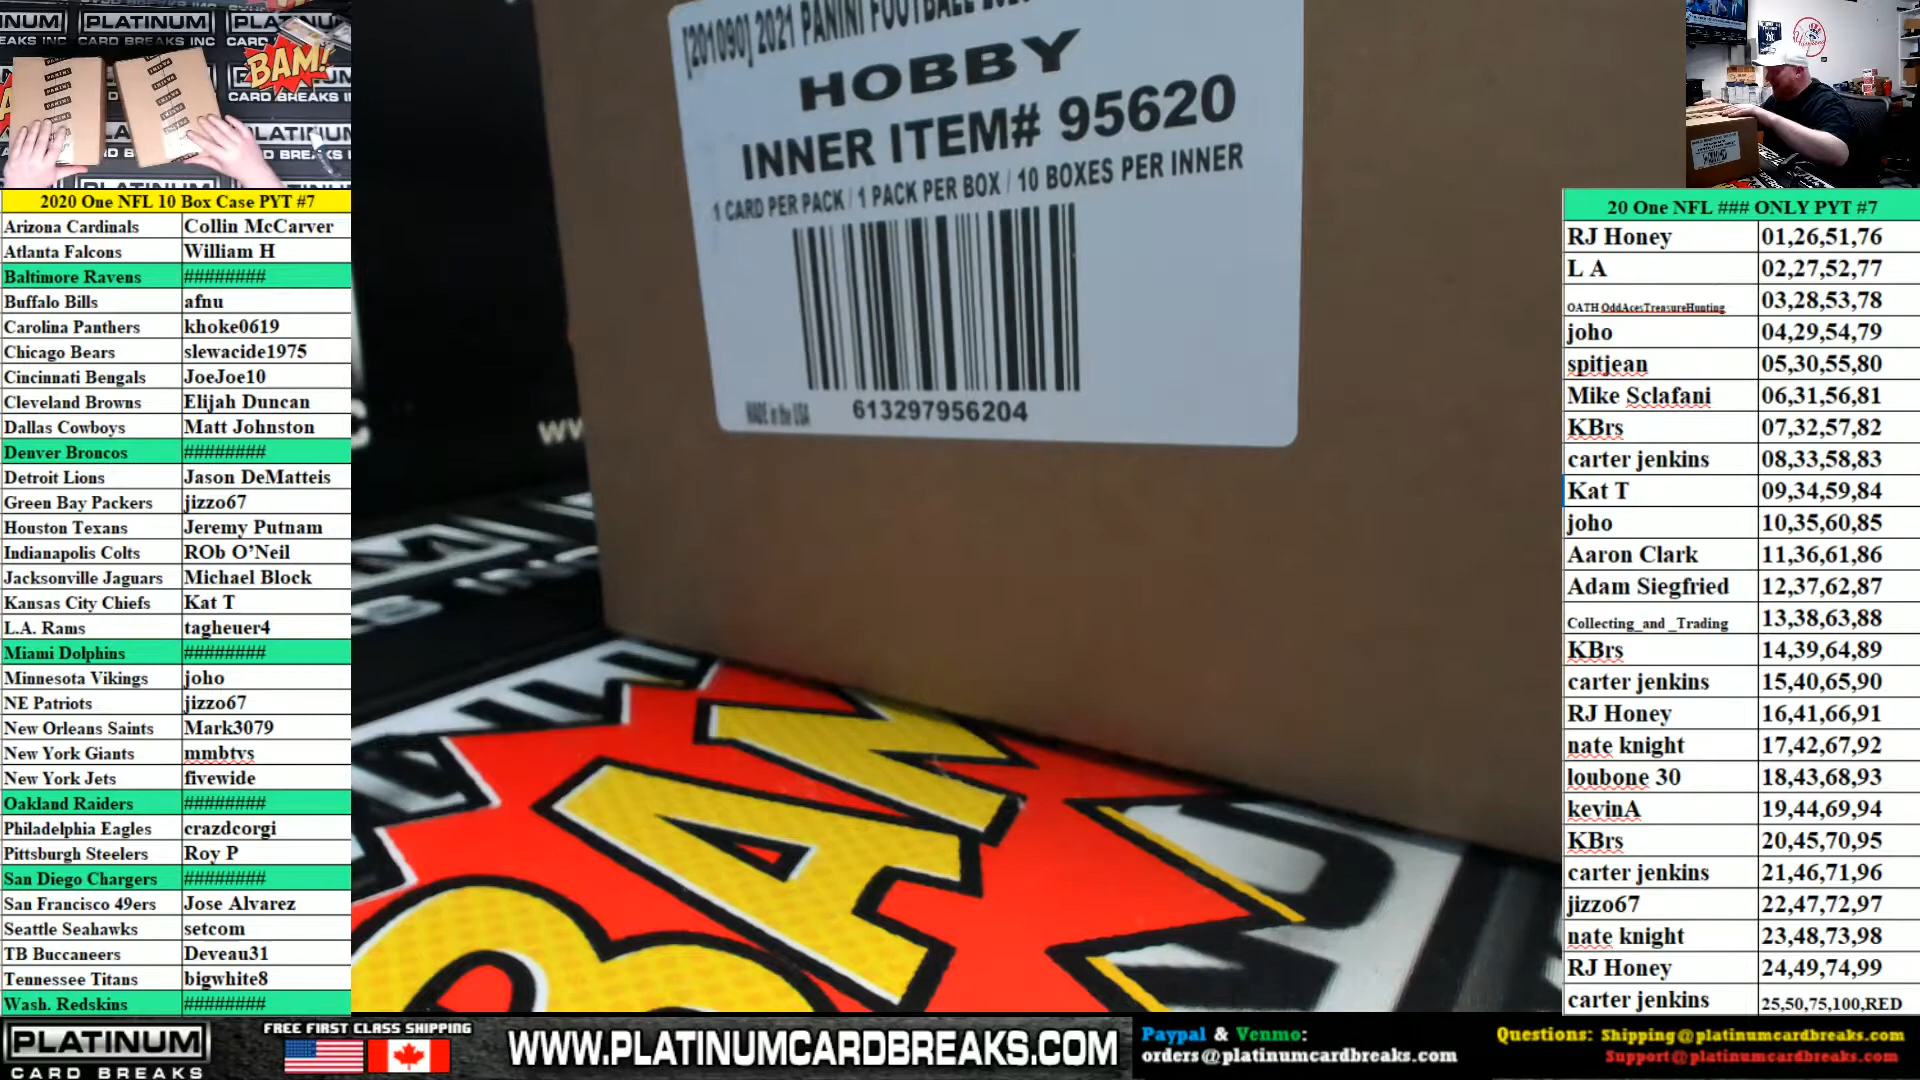 PLATINUM
CARD BREAKS INC
BAM!
2020 One NFL 10 Box Case PYT #7
Arizona Cardinals Collin McCarver
Atlanta Falcons William H
Baltimore Ravens ########
Buffalo Bills afnu
Carolina Panthers khoke0619
Chicago Bears slewacide1975
Cincinnati Bengals JoeJoe10
Cleveland Browns Elijah Duncan
Dallas Cowboys Matt Johnston
Denver Broncos ########
Detroit Lions Jason DeMatteis
Green Bay Packers jizzo67
Houston Texans Jeremy Putnam
Indianapolis Colts ROb O’Neil
Jacksonville Jaguars Michael Block
Kansas City Chiefs Kat T
L.A. Rams tagheuer4
Miami Dolphins ########
Minnesota Vikings joho
NE Patriots jizzo67
New Orleans Saints Mark3079
New York Giants mmbtvs
New York Jets fivewide
Oakland Raiders ########
Philadelphia Eagles crazdcorgi
Pittsburgh Steelers Roy P
San Diego Chargers ########
San Francisco 49ers Jose Alvarez
Seattle Seahawks setcom
TB Buccaneers Deveau31
Tennessee Titans bigwhite8
Wash. Redskins ########
[201090] 2021 PANINI FOOTBALL
HOBBY
INNER ITEM# 95620
1 CARD PER PACK / 1 PACK PER BOX / 10 BOXES PER INNER
MADE in the USA 613297956204
BAM
20 One NFL ### ONLY PYT #7
RJ Honey 01,26,51,76
L A 02,27,52,77
OATH OddAcesTreasureHunting 03,28,53,78
joho 04,29,54,79
spitjean 05,30,55,80
Mike Sclafani 06,31,56,81
KBrs 07,32,57,82
carter jenkins 08,33,58,83
Kat T 09,34,59,84
joho 10,35,60,85
Aaron Clark 11,36,61,86
Adam Siegfried 12,37,62,87
Collecting_and _Trading 13,38,63,88
KBrs 14,39,64,89
carter jenkins 15,40,65,90
RJ Honey 16,41,66,91
nate knight 17,42,67,92
loubone 30 18,43,68,93
kevinA 19,44,69,94
KBrs 20,45,70,95
carter jenkins 21,46,71,96
jizzo67 22,47,72,97
nate knight 23,48,73,98
RJ Honey 24,49,74,99
carter jenkins 25,50,75,100,RED
PLATINUM
CARD BREAKS
FREE FIRST CLASS SHIPPING
WWW.PLATINUMCARDBREAKS.COM
Paypal & Venmo:
orders@platinumcardbreaks.com
Questions: Shipping@platinumcardbreaks.com
Support@platinumcardbreaks.com